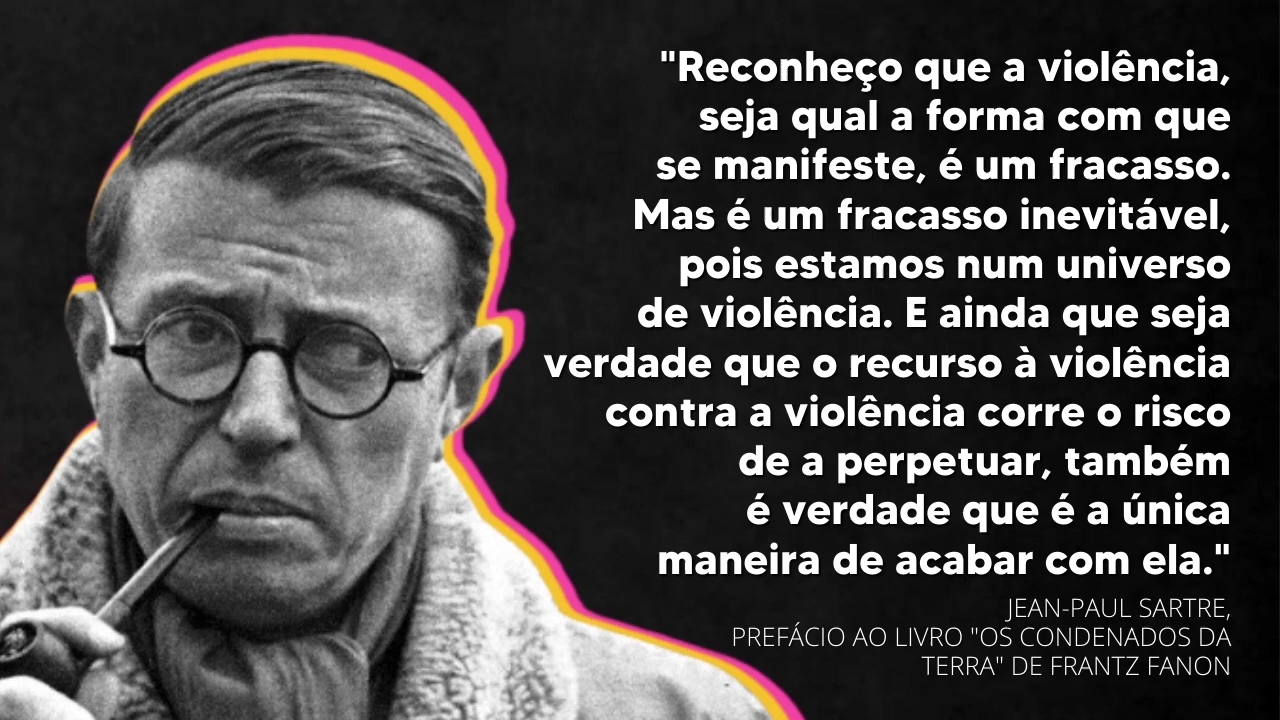 "Reconheço que a violência,
seja qual a forma com que
se manifeste, é um fracasso.
Mas é um fracasso inevitável,
pois estamos num universo
de violência. E ainda que seja
verdade que o recurso à violência
contra a violência corre o risco
de a perpetuar, também
é verdade que é a única
maneira de acabar com ela."
JEAN-PAUL SARTRE,
PREFÁCIO AO LIVRO "OS CONDENADOS DA
TERRA" DE FRANTZ FANON